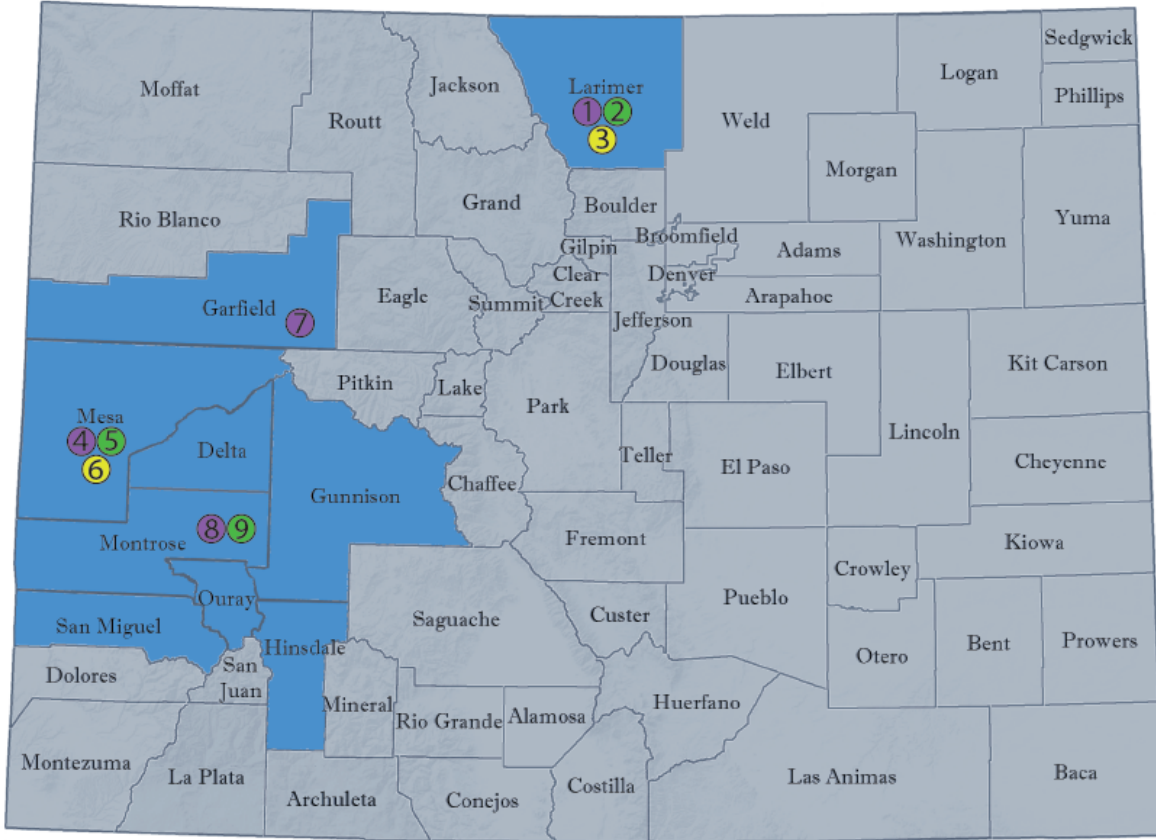 Sedgwick
Logan
Moffat
Jackson
Larimer
Phillips
1 2
3
Routt
Weld
Morgan
Grand
Boulder
Rio Blanco
Yuma
Broomfield
Washington
Gilpin
Adams
Clear
Creek
Denver
Eagle
Summit
Arapahoe
Garfield
7
Jefferson
Douglas
Elbert
Kit Carson
Pitkin
Lake
Park
Mesa
4 5
6
Delta
Lincoln
Teller
El Paso
Cheyenne
Chaffee
Gunnison
8 9
Montrose
Fremont
Kiowa
Crowley
Ouray
Pueblo
Custer
Saguache
San Miguel
Hinsdale
Otero
Bent
Prowers
San
Juan
Dolores
Mineral
Rio Grande
Alamosa
Huerfano
Montezuma
La Plata
Archuleta
Conejos
Costilla
Las Animas
Baca